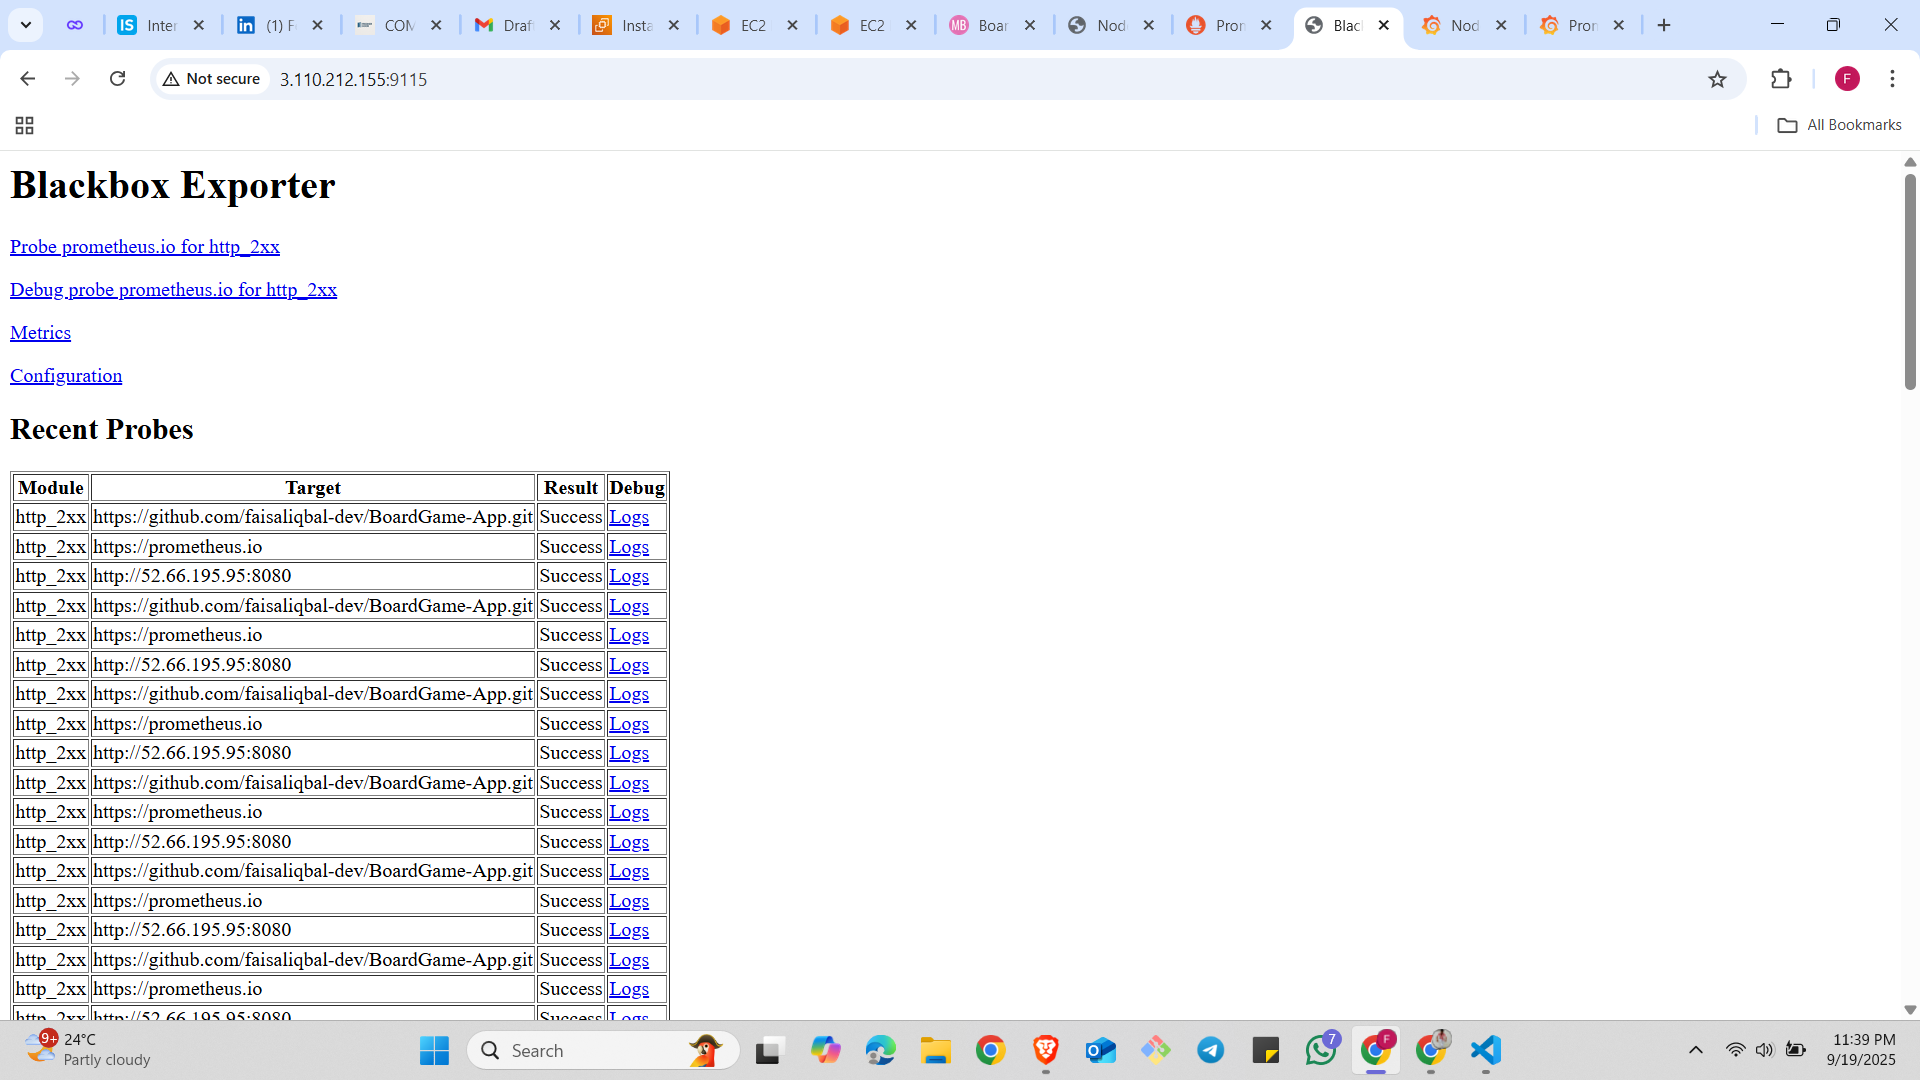 Inter
(1) F
COM
Draf
Insta
EC2
EC2
MB Boar
Node
Prom
Blac
Nod
Pron
Not secure 3.110.212.155:9115
F
All Bookmarks
Blackbox Exporter
Probe prometheus.io for http_2xx
Debug probe prometheus.io for http_2xx
Metrics
Configuration
Recent Probes
Module Target Result Debug
http_2xx https://github.com/faisaliqbal-dev/BoardGame-App.git Success Logs
http_2xx https://prometheus.io Success Logs
http_2xx http://52.66.195.95:8080 Success Logs
http_2xx https://github.com/faisaliqbal-dev/BoardGame-App.git Success Logs
http_2xx https://prometheus.io Success Logs
http_2xx http://52.66.195.95:8080 Success Logs
http_2xx https://github.com/faisaliqbal-dev/BoardGame-App.git Success Logs
http_2xx https://prometheus.io Success Logs
http_2xx http://52.66.195.95:8080 Success Logs
http_2xx https://github.com/faisaliqbal-dev/BoardGame-App.git Success Logs
http_2xx https://prometheus.io Success Logs
http_2xx http://52.66.195.95:8080 Success Logs
http_2xx https://github.com/faisaliqbal-dev/BoardGame-App.git Success Logs
http_2xx https://prometheus.io Success Logs
http_2xx http://52.66.195.95:8080 Success Logs
http_2xx https://github.com/faisaliqbal-dev/BoardGame-App.git Success Logs
http_2xx https://prometheus.io Success Logs
http_2xx http://52.66.195.95:8080 Success Logs
9+ 24°C
Partly cloudy
Search
7
F
11:39 PM
9/19/2025